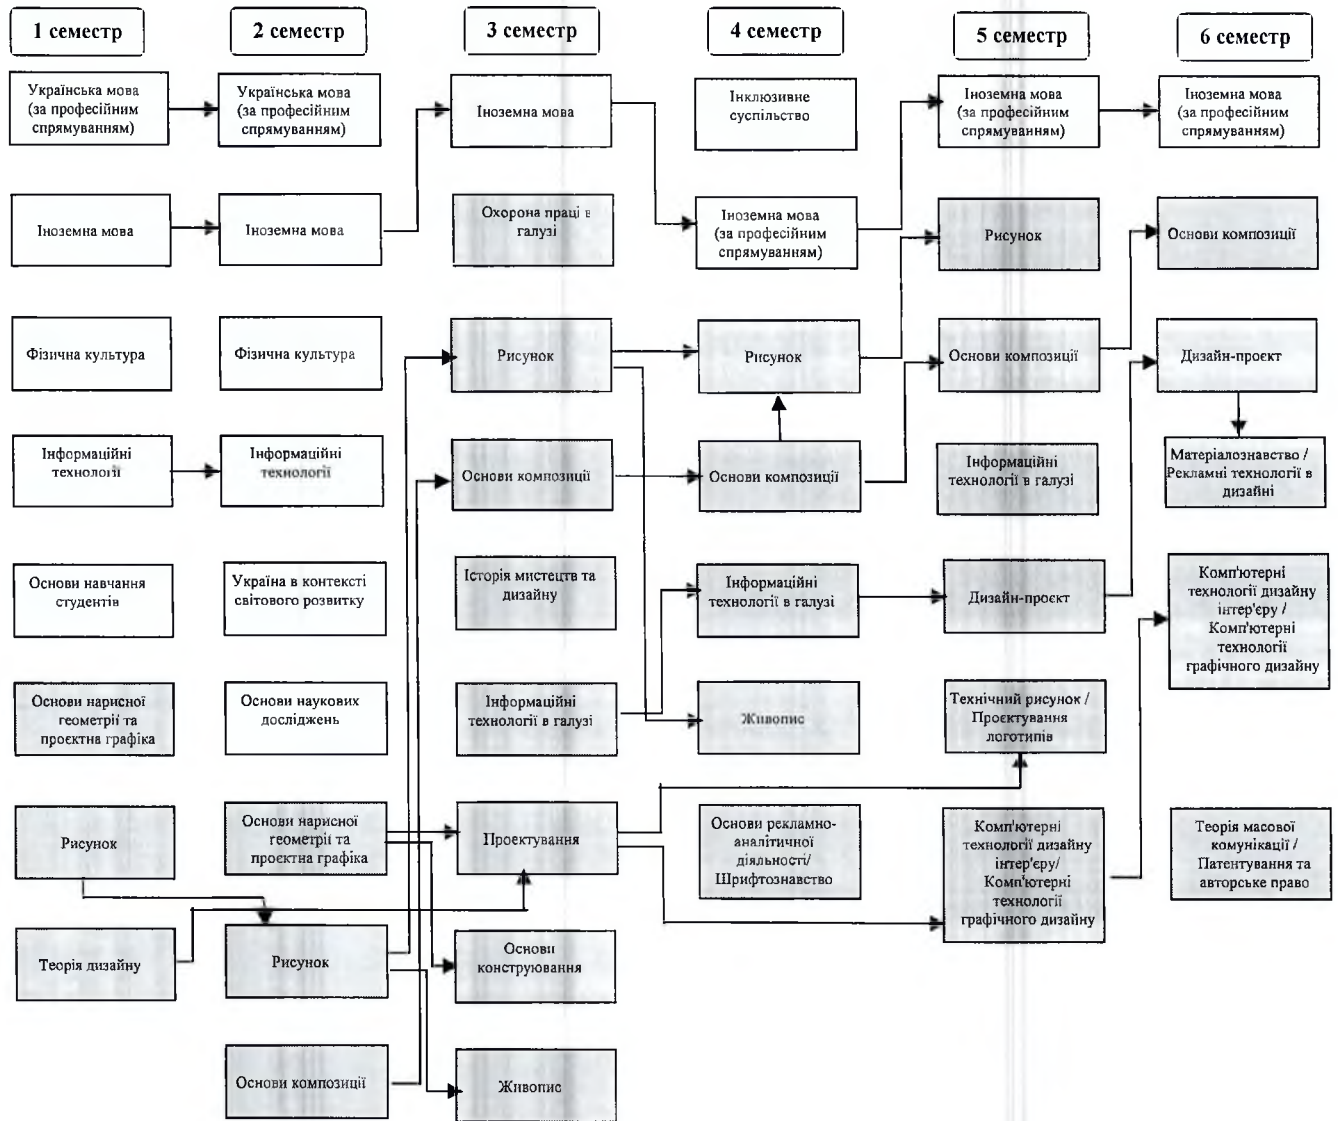 1 семестр
2 семестр
3 семестр
4 семестр
5 семестр
6 семестр
Українська мова
(за професійним
спрямуванням)
Іноземна мова
Фізична культура
Інформаційні
технології
Основи навчання
студентів
Основи нарисної
геометрії та
проєктна графіка
Рисунок
Теорія дизайну
Українська мова
(за професійним
спрямуванням)
Іноземна мова
Фізична культура
Інформаційні
технології
Україна в контексті
світового розвитку
Основи наукових
досліджень
Основи нарисної
геометрії та
проєктна графіка
Рисунок
Основи композиції
Іноземна мова
Охорона праці в
галузі
Рисунок
Основи композиції
Історія мистецтв та
дизайну
Інформаційні
технології в галузі
Проєктування
Основи
конструювання
Живопис
Інклюзивне
суспільство
Іноземна мова
(за професійним
спрямуванням)
Рисунок
Основи композиції
Інформаційні
технології в галузі
Живопис
Основи рекламно-
аналітичної
діяльності/
Шрифтознавство
Іноземна мова
(за професійним
спрямуванням)
Рисунок
Основи композиції
Інформаційні
технології в галузі
Дизайн-проєкт
Технічний рисунок /
Проєктування
логотипів
Комп'ютерні
технології дизайну
інтер'єру/
Комп'ютерні
технології
графічного дизайну
Іноземна мова
(за професійним
спрямуванням)
Основи композиції
Дизайн-проєкт
Матеріалознавство /
Рекламні технології в
дизайні
Комп'ютерні
технології дизайну
інтер'єру /
Комп'ютерні
технології
графічного дизайну
Теорія масової
комунікації /
Патентування та
авторське право